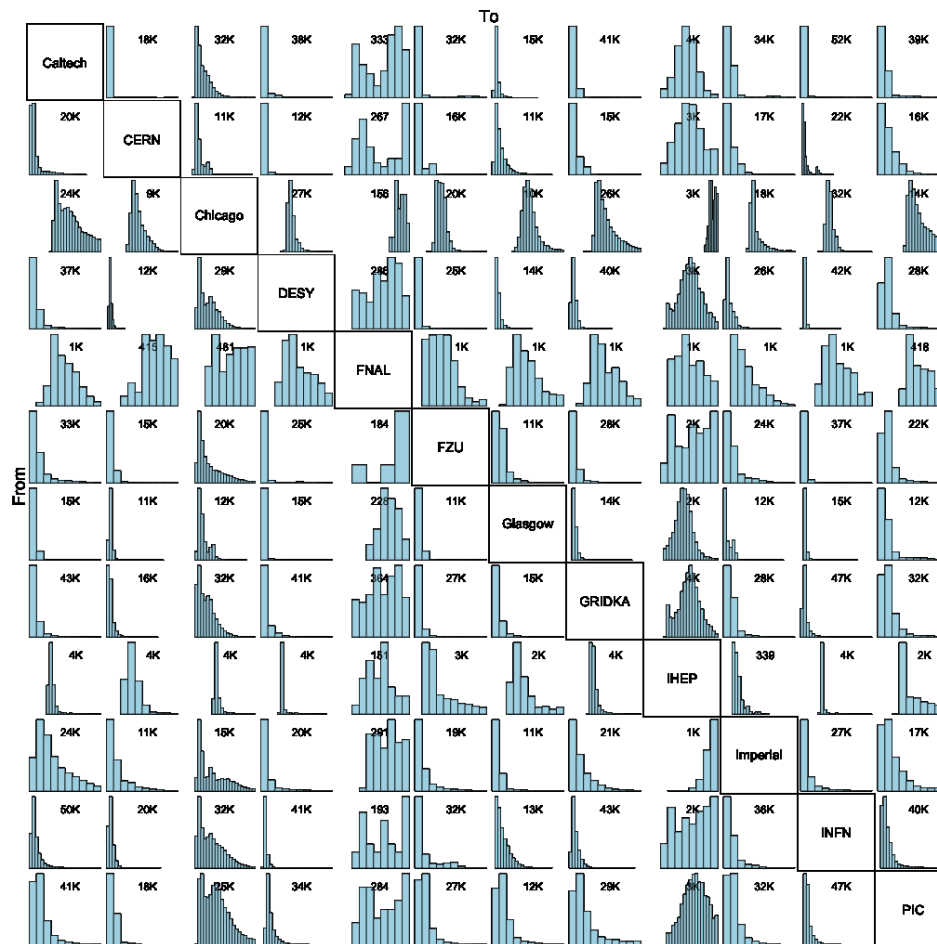 To
Caltech 18K 32K 38K 333 32K 15K 41K 4K 34K 52K 39K
20K CERN 11K 12K 267 16K 11K 15K 3K 17K 22K 16K
24K 9K Chicago 27K 158 20K 10K 26K 3K 18K 32K 14K
37K 12K 29K DESY 288 25K 14K 40K 3K 26K 42K 28K
1K 415 481 1K FNAL 1K 1K 1K 1K 1K 1K 418
33K 15K 20K 25K 184 FZU 11K 28K 2K 24K 37K 22K
From
15K 11K 12K 15K 228 11K Glasgow 14K 2K 12K 15K 12K
43K 16K 32K 41K 364 27K 15K GRIDKA 4K 28K 47K 32K
4K 4K 4K 4K 151 3K 2K 4K IHEP 339 4K 2K
24K 11K 15K 20K 291 19K 11K 21K 1K Imperial 27K 17K
50K 20K 32K 41K 193 32K 13K 43K 2K 36K INFN 40K
41K 18K 25K 34K 284 27K 12K 29K 3K 32K 47K PIC